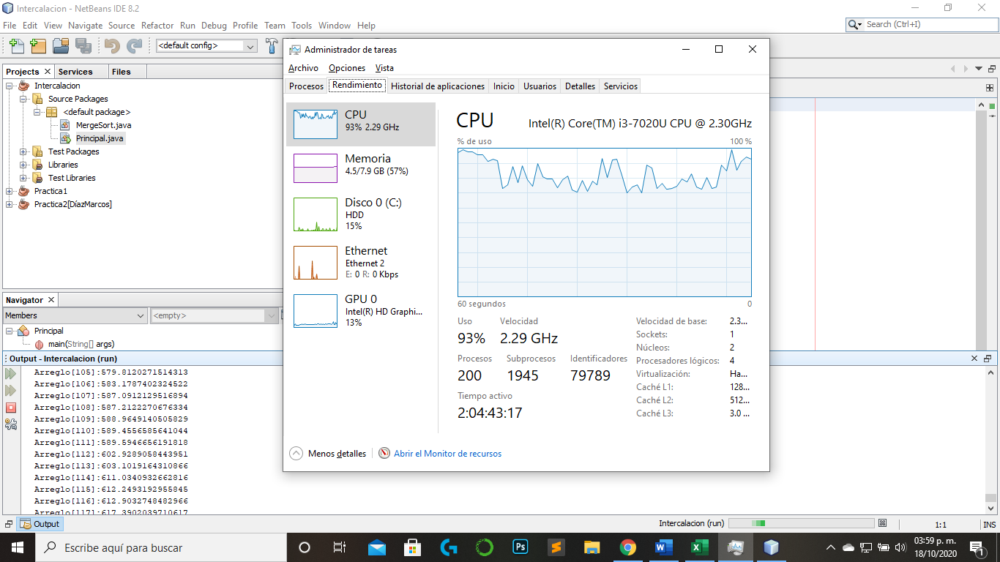 Intercalacion - NetBeans IDE 8.2
File Edit View Navigate Source Refactor Run Debug Profile Team Tools Window Help
Search (Ctrl+I)
<default config>
Projects
Services
Files
Intercalacion
Source Packages
<default package>
MergeSort.java
Principal.java
Test Packages
Libraries
Test Libraries
Practica1
Practica2[DíazMarcos]
Navigator
Members
<empty>
Principal
main(String[] args)
Administrador de tareas
Archivo Opciones Vista
Procesos Rendimiento Historial de aplicaciones Inicio Usuarios Detalles Servicios
CPU
93% 2.29 GHz
Memoria
4.5/7.9 GB (57%)
Disco 0 (C:)
HDD
15%
Ethernet
Ethernet 2
E: 0 R: 0 Kbps
GPU 0
Intel(R) HD Graphi...
13%
CPU
Intel(R) Core(TM) i3-7020U CPU @ 2.30GHz
% de uso
100 %
60 segundos
0
Uso
93%
Velocidad
2.29 GHz
Procesos
200
Subprocesos
1945
Identificadores
79789
Tiempo activo
2:04:43:17
Velocidad de base: 2.3...
Sockets: 1
Núcleos: 2
Procesadores lógicos: 4
Virtualización: Ha...
Caché L1: 128...
Caché L2: 512...
Caché L3: 3.0 ...
Menos detalles
Abrir el Monitor de recursos
Output - Intercalacion (run)
Arreglo[105]:579.8120271514313
Arreglo[106]:583.1787402324522
Arreglo[107]:587.0912129516894
Arreglo[108]:587.2122270676334
Arreglo[109]:588.9649140505829
Arreglo[110]:589.4556585641044
Arreglo[111]:589.5946656191818
Arreglo[112]:602.9289058443951
Arreglo[113]:603.1019164310866
Arreglo[114]:611.0340932662816
Arreglo[115]:612.2493192955845
Arreglo[116]:612.9032748482966
Arreglo[117]:617.3902039710617
Output
Intercalacion (run)
1:1
INS
Escribe aquí para buscar
Ps
03:59 p. m.
18/10/2020
1